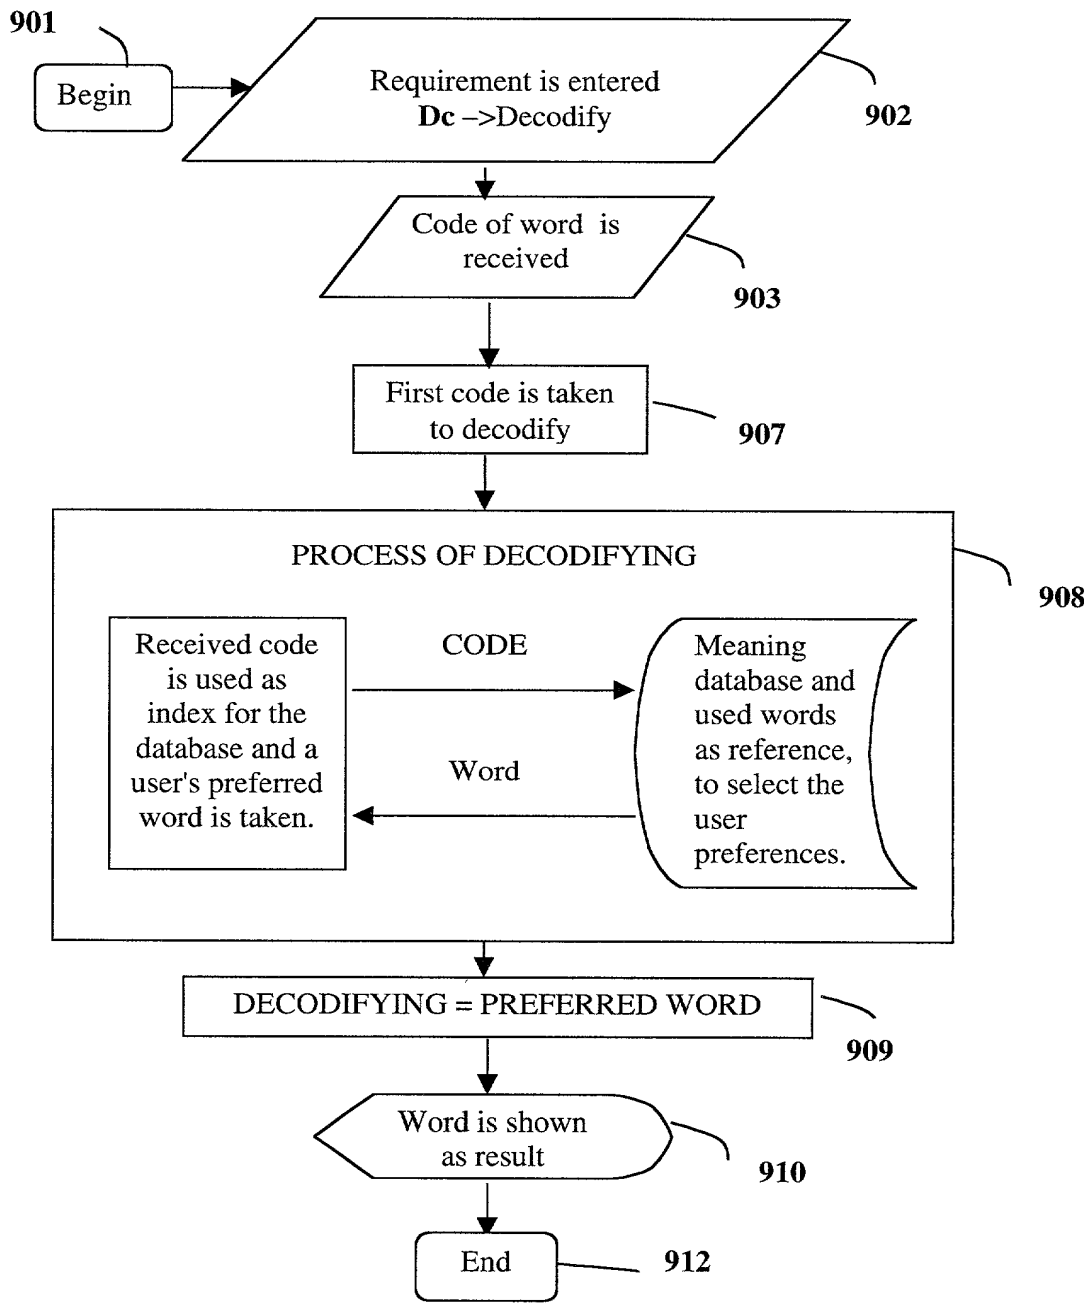 901
Begin
Requirement is entered
Dc –>Decodify
902
Code of word is
received
903
First code is taken
to decodify
907
PROCESS OF DECODIFYING
908
Received code
is used as
index for the
database and a
user's preferred
word is taken.
CODE
Word
Meaning
database and
used words
as reference,
to select the
user
preferences.
DECODIFYING = PREFERRED WORD
909
Word is shown
as result
910
End
912